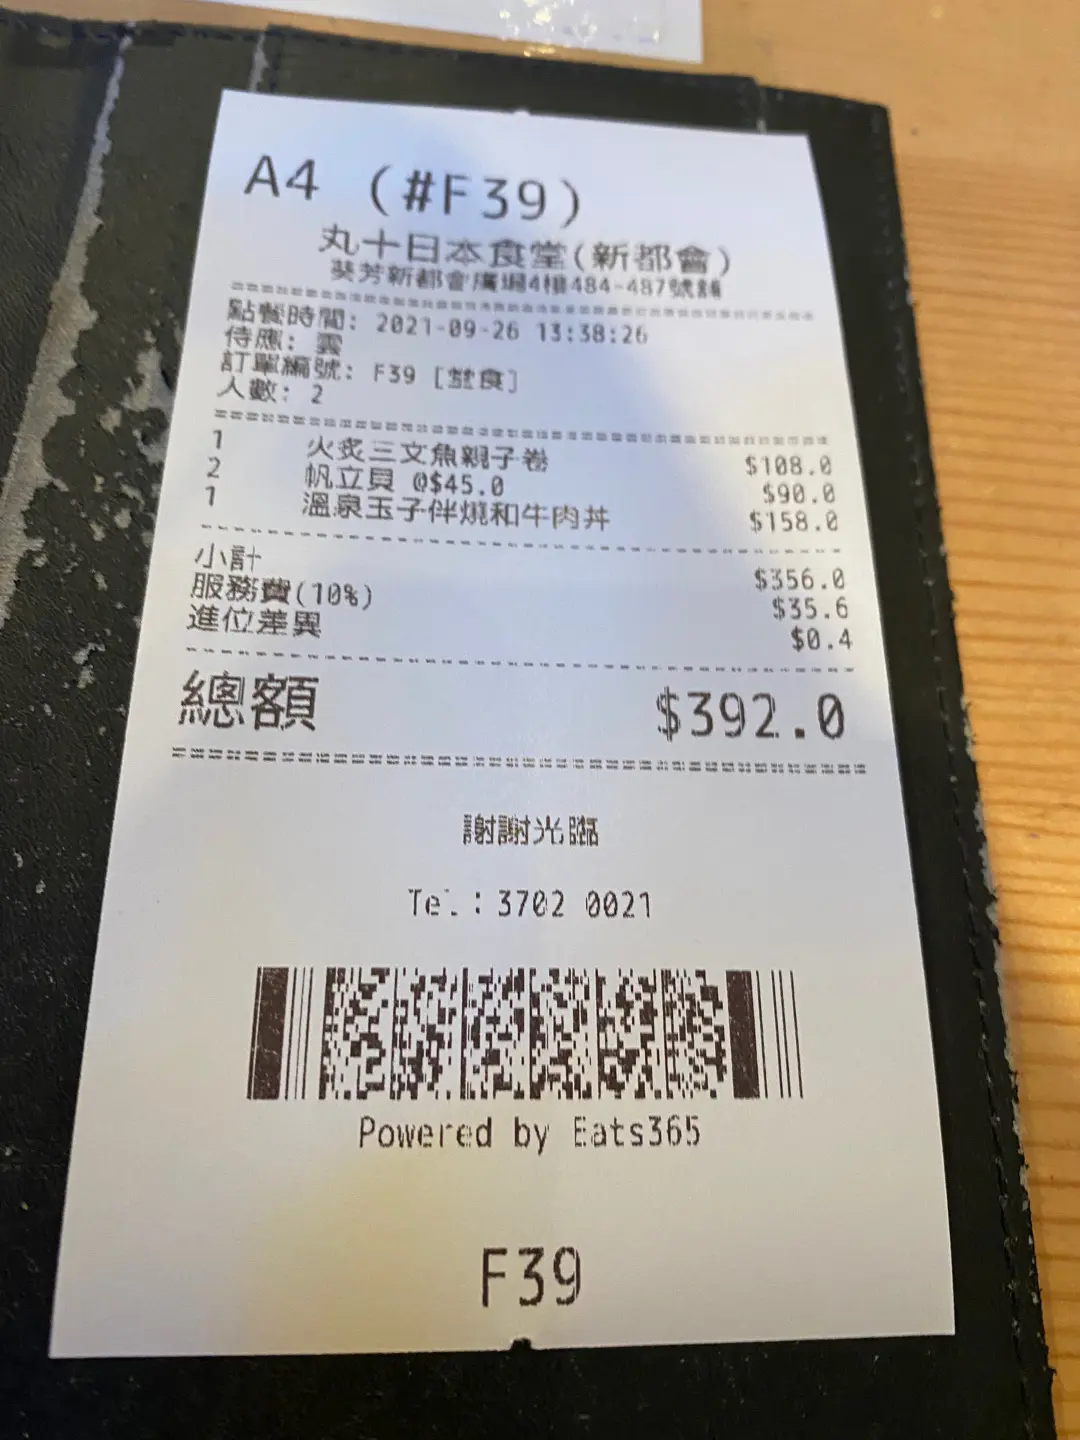 A4 (#F39)
丸十日本食堂(新都會)
葵芳新都會廣場4樓484-487號舖
點餐時間: 2021-09-26 13:38:26
侍應: 雲
訂單編號: F39 [堂食]
人數: 2
1 火炙三文魚親子卷 $108.0
2 帆立貝 @$45.0 $90.0
1 溫泉玉子伴燒和牛肉丼 $158.0
小計 $356.0
服務費(10%) $35.6
進位差異 $0.4
總額 $392.0
謝謝光臨
Tel.: 3702 0021
Powered by Eats365
F39